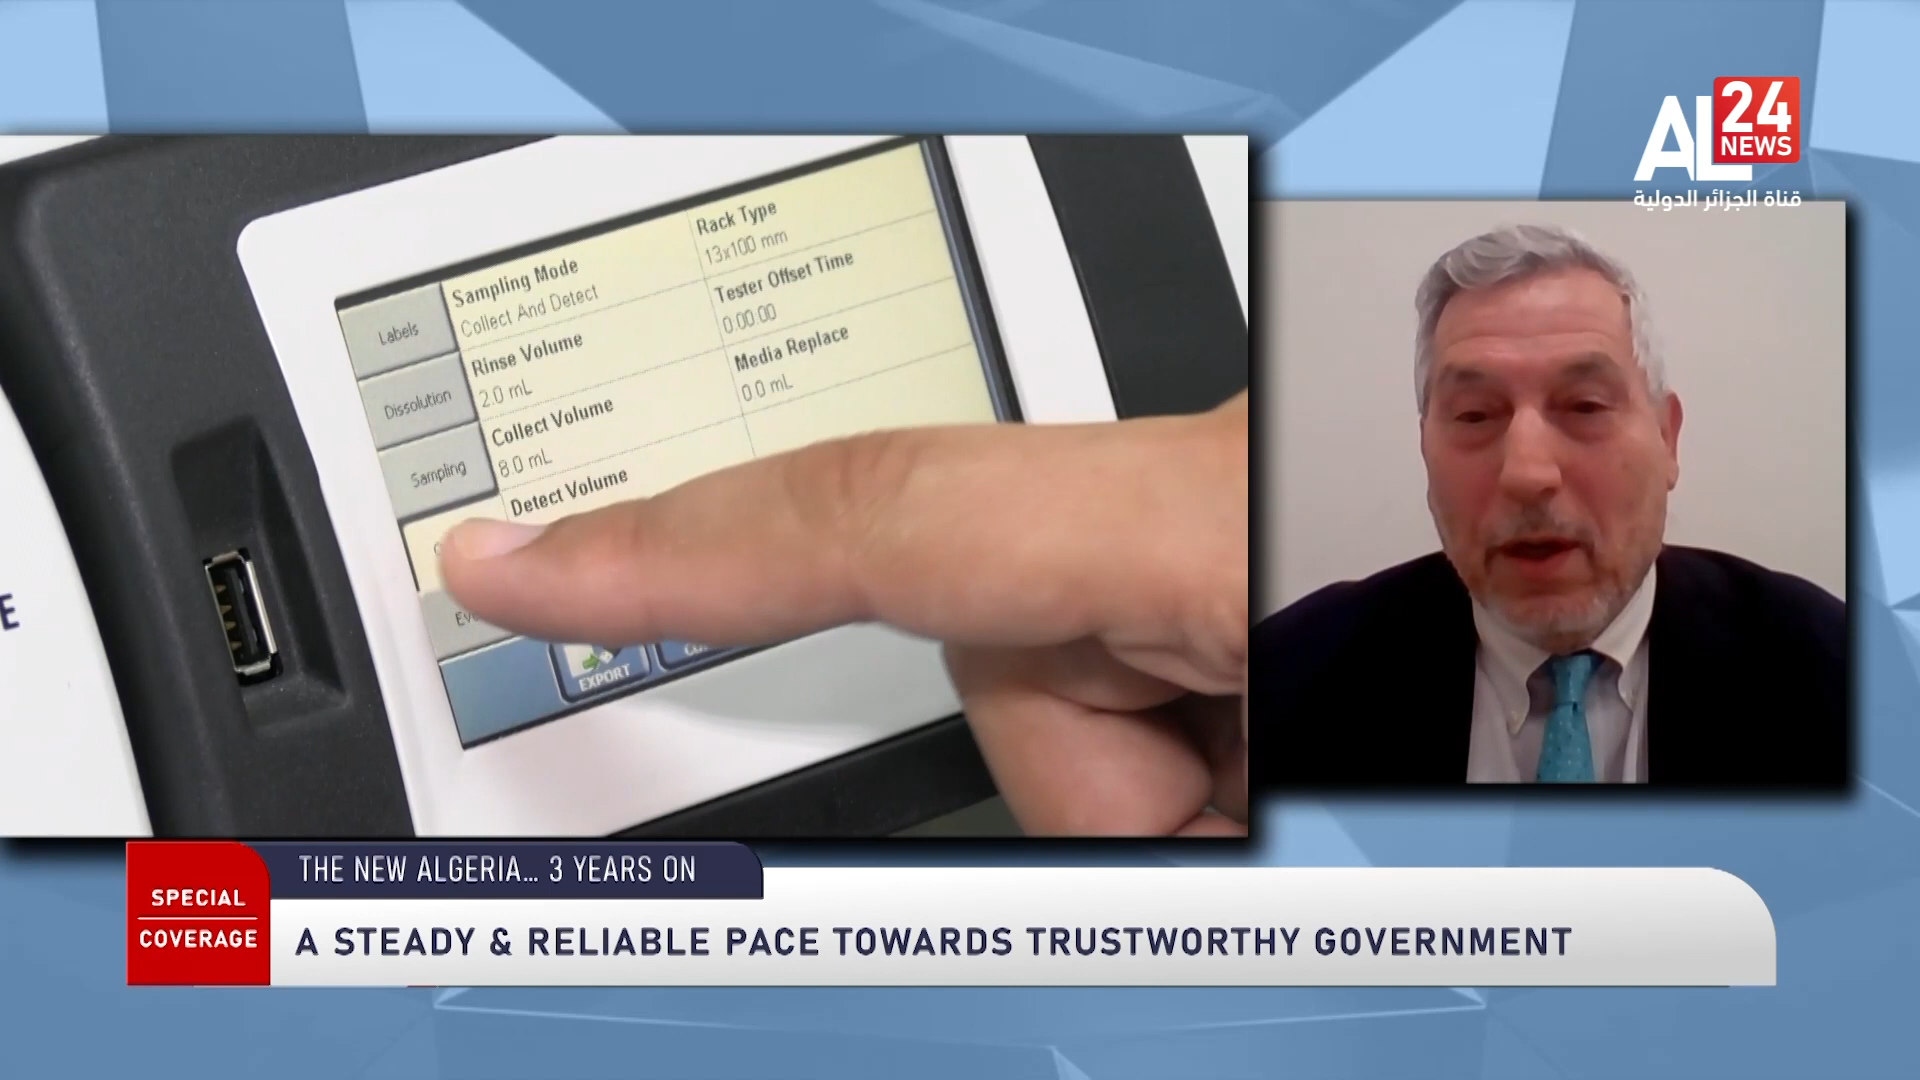 AL
24
NEWS
قناة الجزائر الدولية
Labels
Dissolution
Sampling
Sampling Mode
Collect And Detect
Rinse Volume
2.0 mL
Collect Volume
8.0 mL
Detect Volume
Rack Type
13x100 mm
Tester Offset Time
0:00:00
Media Replace
0.0 mL
EXPORT
E
THE NEW ALGERIA... 3 YEARS ON
SPECIAL
COVERAGE
A STEADY & RELIABLE PACE TOWARDS TRUSTWORTHY GOVERNMENT